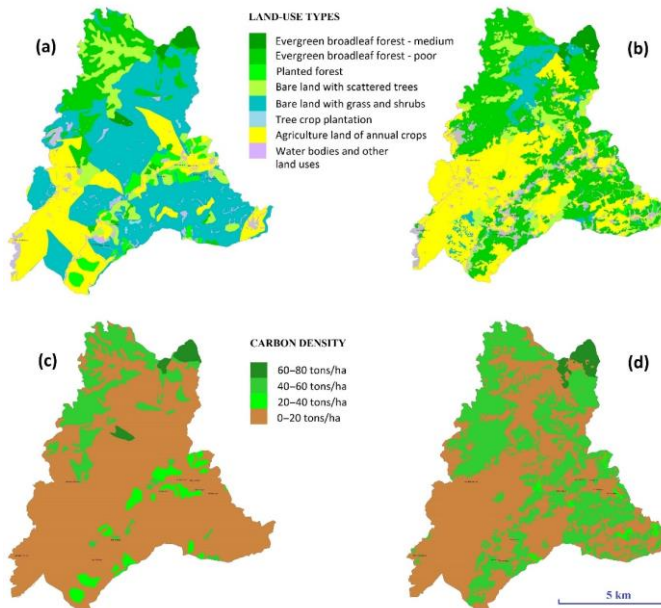 LAND-USE TYPES
(a)
(b)
Evergreen broadleaf forest - medium
Evergreen broadleaf forest - poor
Planted forest
Bare land with scattered trees
Bare land with grass and shrubs
Tree crop plantation
Agriculture land of annual crops
Water bodies and other
land uses
CARBON DENSITY
(c)
(d)
60–80 tons/ha
40–60 tons/ha
20–40 tons/ha
0–20 tons/ha
5 km